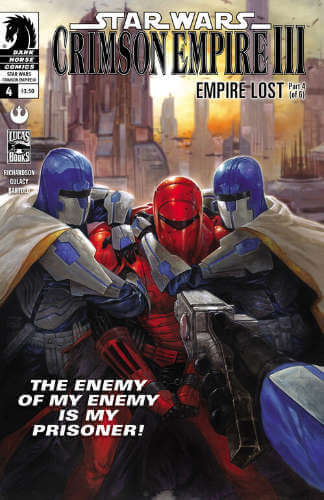 DARK
HORSE
COMICS
STAR WARS
CRIMSON EMPIRE III
4
$3.50
STAR WARS
CRIMSON EMPIRE III
EMPIRE LOST Part 4
(of 6)
LUCAS
BOOKS
RICHARDSON
GULACY
BARTOLO
THE ENEMY
OF MY ENEMY
IS MY
PRISONER!